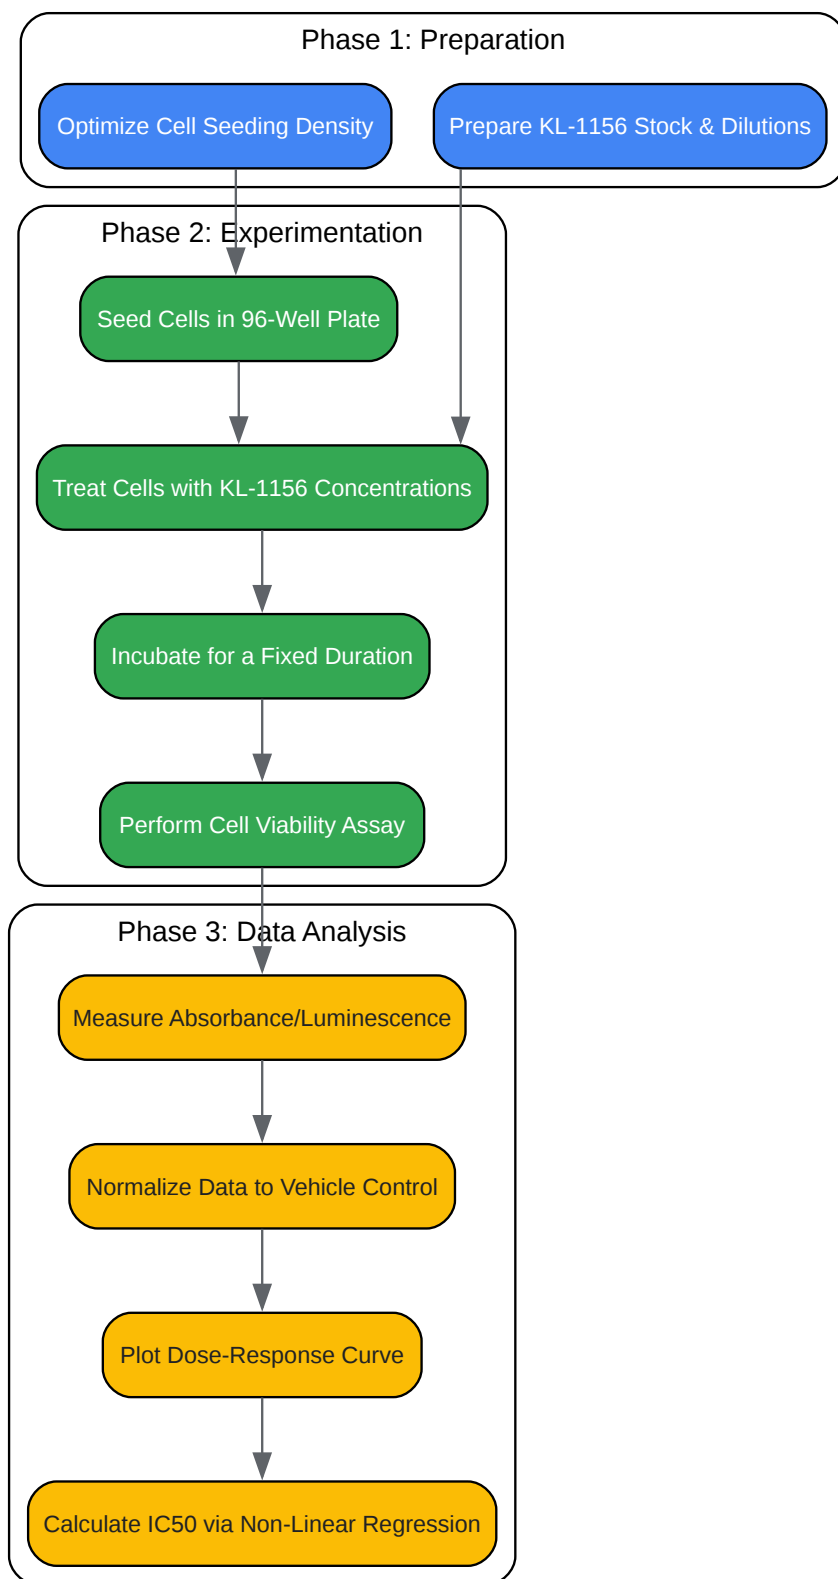 Phase 1: Preparation
Optimize Cell Seeding Density
Prepare KL-1156 Stock & Dilutions
Phase 2: Experimentation
Seed Cells in 96-Well Plate
Treat Cells with KL-1156 Concentrations
Incubate for a Fixed Duration
Perform Cell Viability Assay
Phase 3: Data Analysis
Measure Absorbance/Luminescence
Normalize Data to Vehicle Control
Plot Dose-Response Curve
Calculate IC50 via Non-Linear Regression